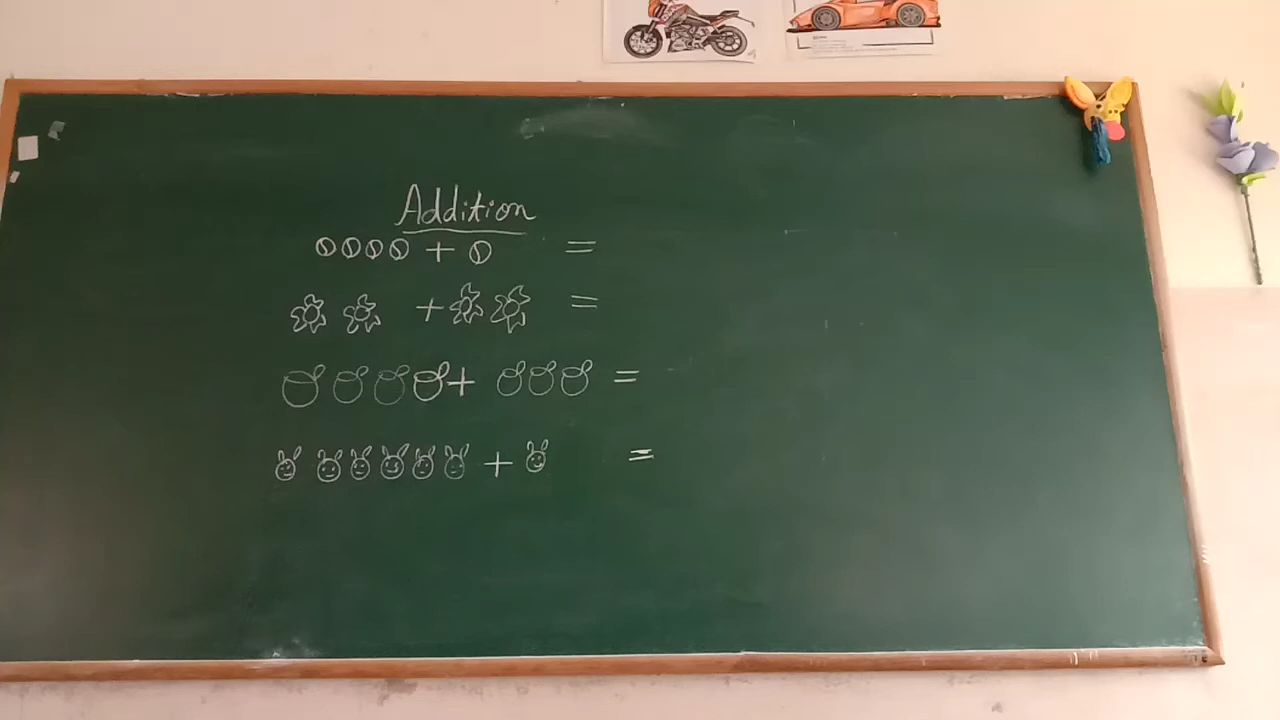 Addition
+ =
+ =
+ =
+ =